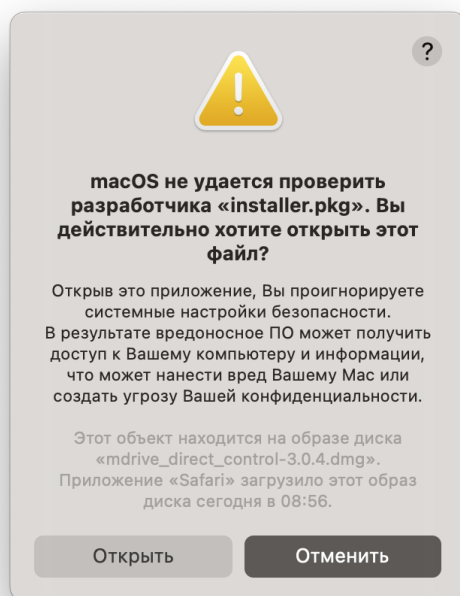 ?
macOS не удается проверить
разработчика «installer.pkg». Вы
действительно хотите открыть этот
файл?
Открыв это приложение, Вы проигнорируете
системные настройки безопасности.
В результате вредоносное ПО может получить
доступ к Вашему компьютеру и информации,
что может нанести вред Вашему Mac или
создать угрозу Вашей конфиденциальности.
Этот объект находится на образе диска
«mdrive_direct_control-3.0.4.dmg».
Приложение «Safari» загрузило этот образ
диска сегодня в 08:56.
Открыть
Отменить